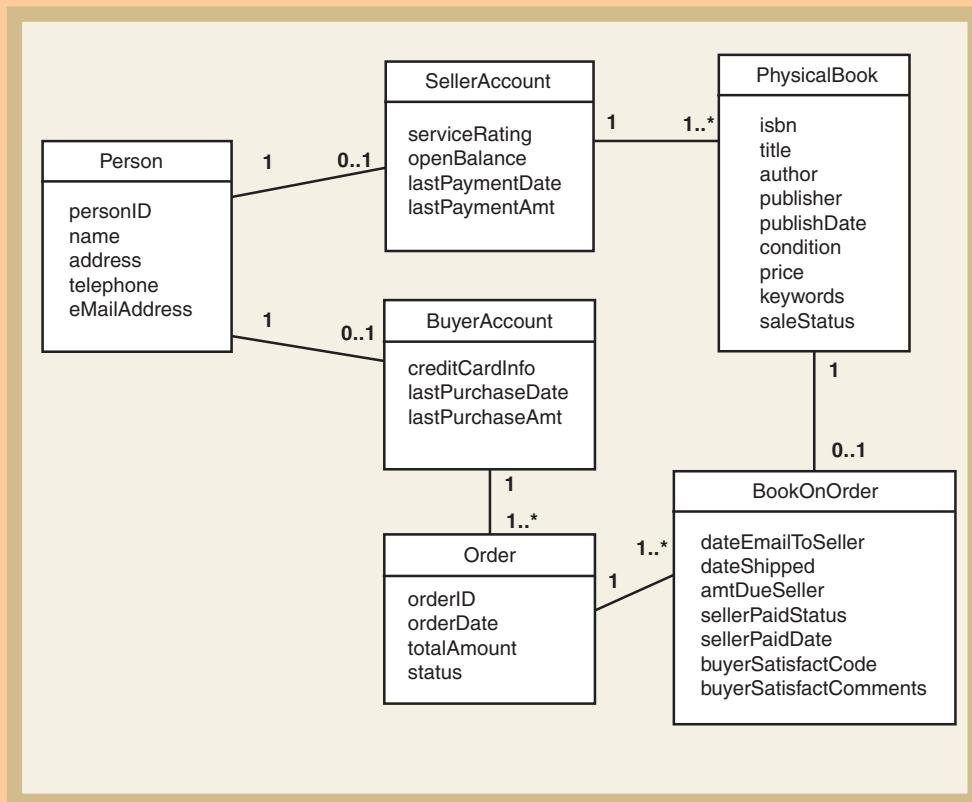 Person
personID
name
address
telephone
eMailAddress
1
0..1
SellerAccount
serviceRating
openBalance
lastPaymentDate
lastPaymentAmt
1
1..*
PhysicalBook
isbn
title
author
publisher
publishDate
condition
price
keywords
saleStatus
1
0..1
BuyerAccount
creditCardInfo
lastPurchaseDate
lastPurchaseAmt
1
1..*
Order
orderID
orderDate
totalAmount
status
1
1..*
1
0..1
BookOnOrder
dateEmailToSeller
dateShipped
amtDueSeller
sellerPaidStatus
sellerPaidDate
buyerSatisfactCode
buyerSatisfactComments